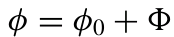 ϕ = ϕ₀ + Φ